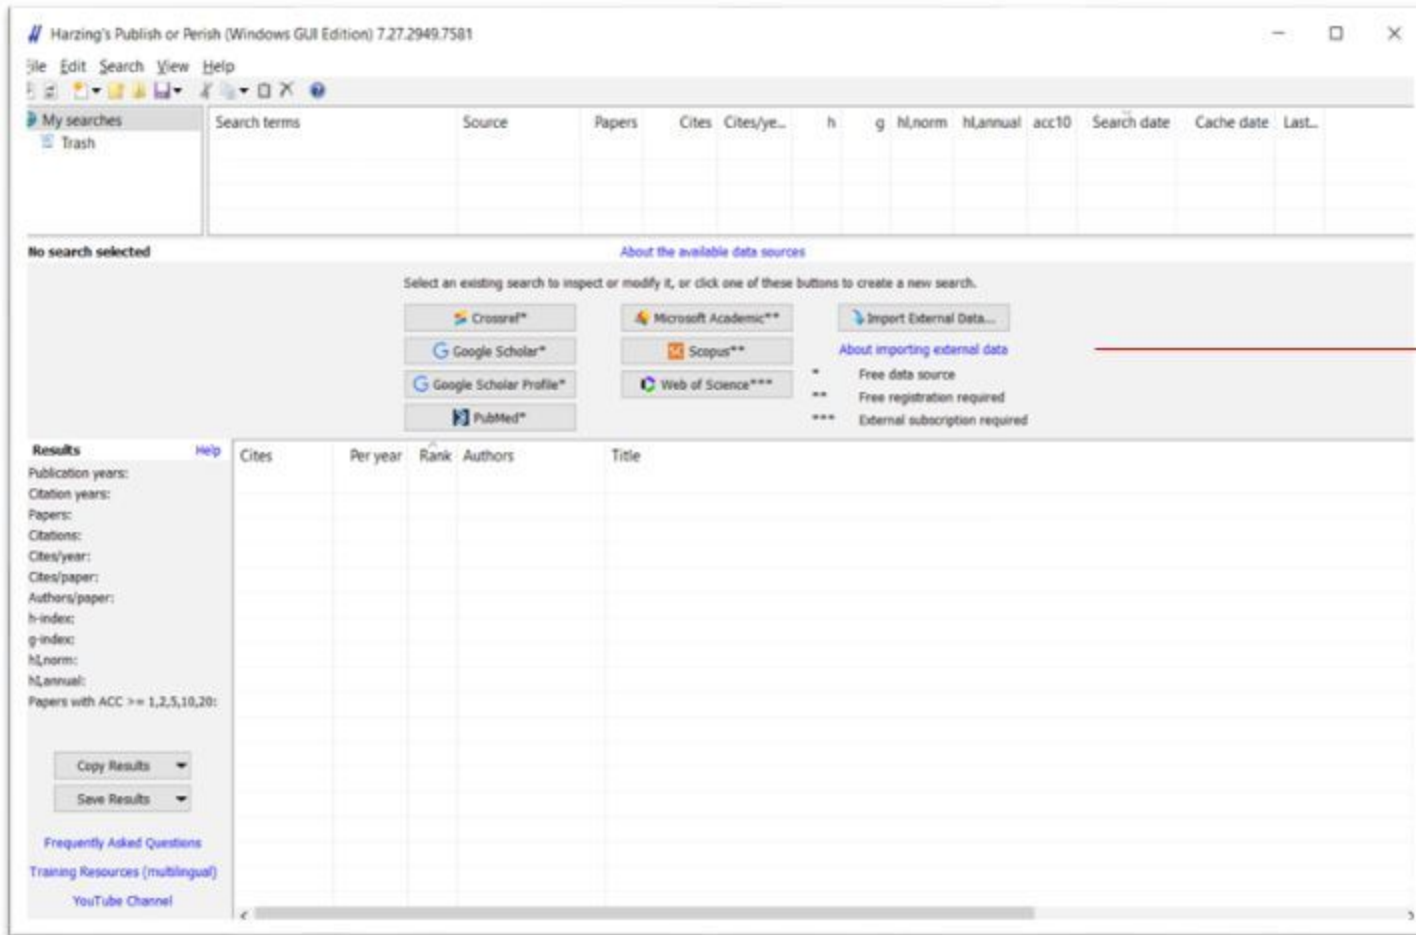 Harzing's Publish or Perish (Windows GUI Edition) 7.27.2949.7581
File Edit Search View Help
My searches
Trash
Search terms Source Papers Cites Cites/ye... h g hI,norm hI,annual acc10 Search date Cache date Last...
No search selected
About the available data sources
Select an existing search to inspect or modify it, or click one of these buttons to create a new search.
Crossref* Microsoft Academic** Import External Data...
Google Scholar* Scopus** About importing external data
Google Scholar Profile* Web of Science***
PubMed*
* Free data source
** Free registration required
*** External subscription required
Results Help
Publication years:
Citation years:
Papers:
Citations:
Cites/year:
Cites/paper:
Authors/paper:
h-index:
g-index:
hI,norm:
hI,annual:
Papers with ACC >= 1,2,5,10,20:
Copy Results
Save Results
Frequently Asked Questions
Training Resources (multilingual)
YouTube Channel
Cites Per year Rank Authors Title